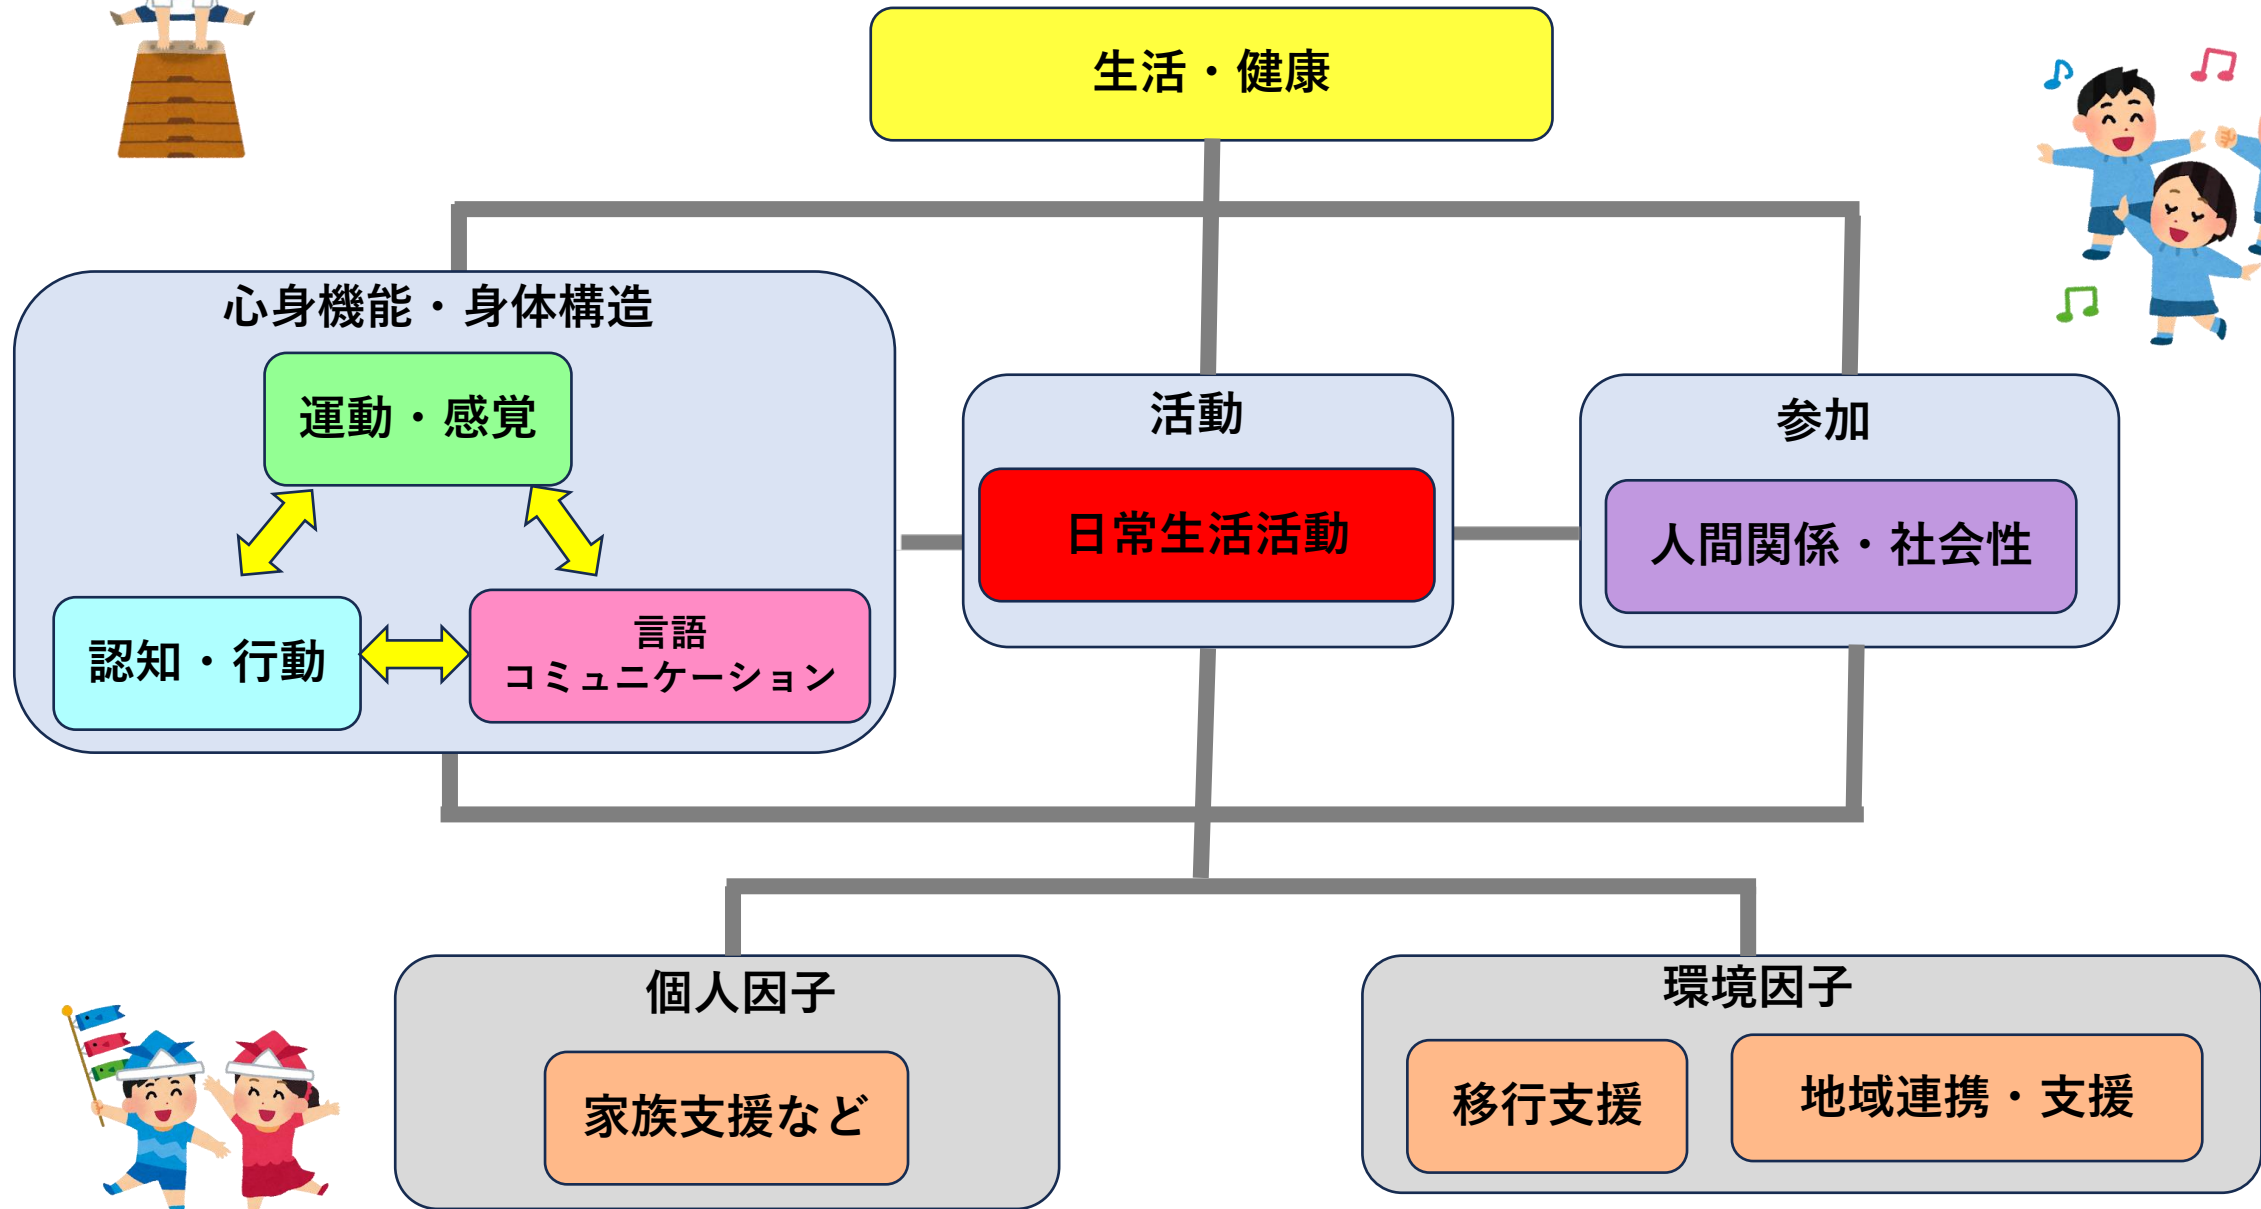 生活・健康
心身機能・身体構造
運動・感覚
認知・行動
言語
コミュニケーション
活動
日常生活活動
参加
人間関係・社会性
個人因子
家族支援など
環境因子
移行支援
地域連携・支援